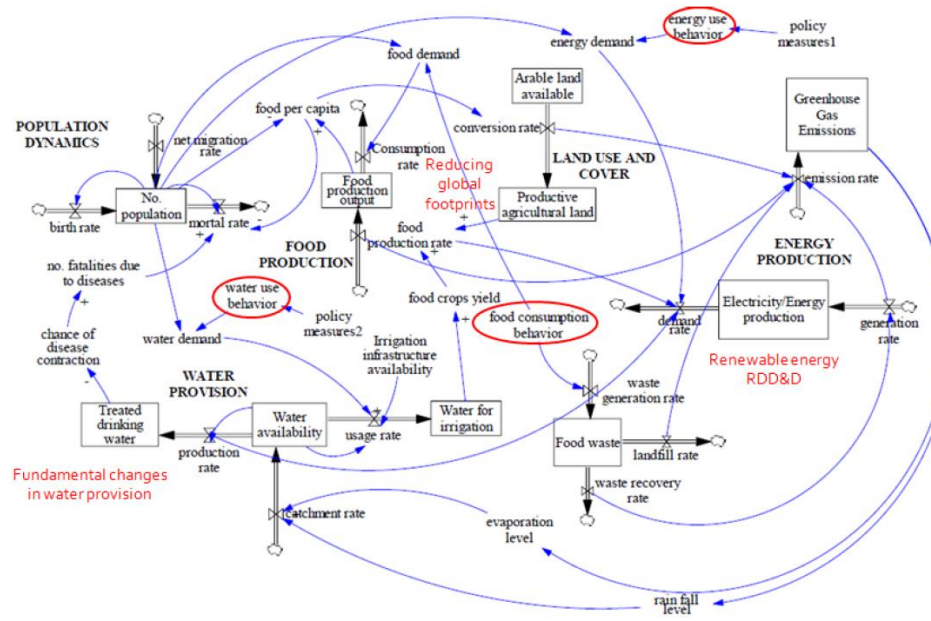 energy use
behavior
policy
measures1
energy demand
food demand
Arable land
available
Greenhouse
Gas
Emissions
food per capita
-
+
conversion rate
POPULATION
DYNAMICS
net migration
rate
Consumption
rate
LAND USE AND
COVER
Reducing
global
footprints
emission rate
No.
population
Food
production
output
Productive
agricultural land
birth rate
mortal rate
+
-
+
-
+
FOOD
PRODUCTION
food
production rate
+
ENERGY
PRODUCTION
no. fatalities due
to diseases
+
water use
behavior
policy
measures2
food crops yield
+
food consumption
behavior
Electricity/Energy
production
demand
rate
generation
rate
chance of
disease
contraction
-
water demand
Irrigation
infrastructure
availability
Renewable energy
RDD&D
WATER
PROVISION
waste
generation rate
Treated
drinking
water
Water
availability
+
usage rate
Water for
irrigation
production
rate
Food waste
landfill rate
Fundamental changes
in water provision
waste recovery
rate
catchment rate
evaporation
level
rain fall
level